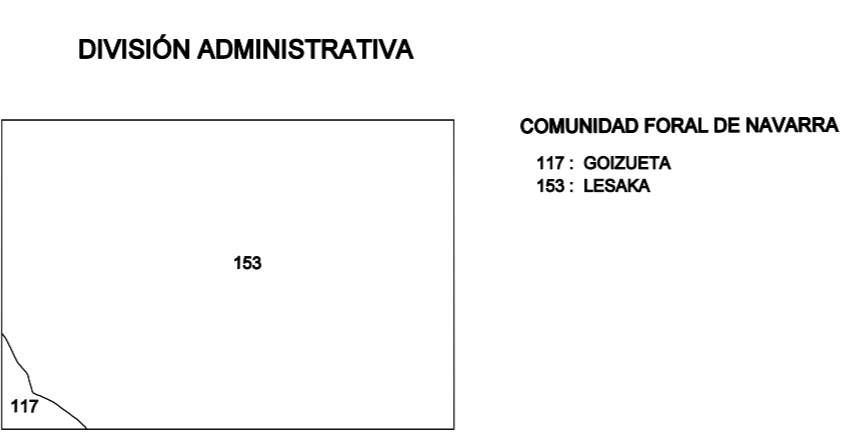 DIVISIÓN ADMINISTRATIVA
COMUNIDAD FORAL DE NAVARRA
117 : GOIZUETA
153 : LESAKA
153
117